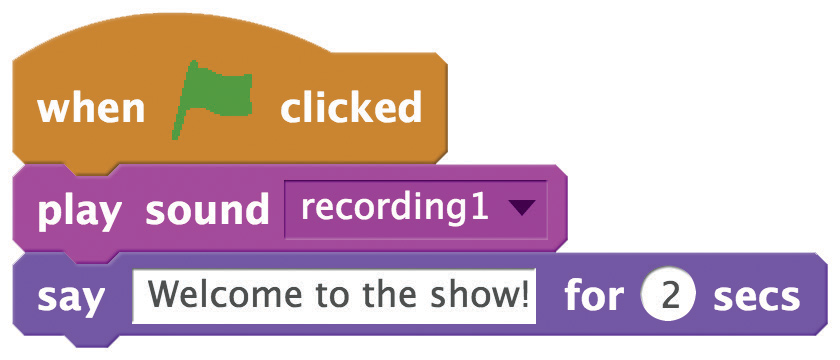 when clicked
play sound recording1
say Welcome to the show! for 2 secs